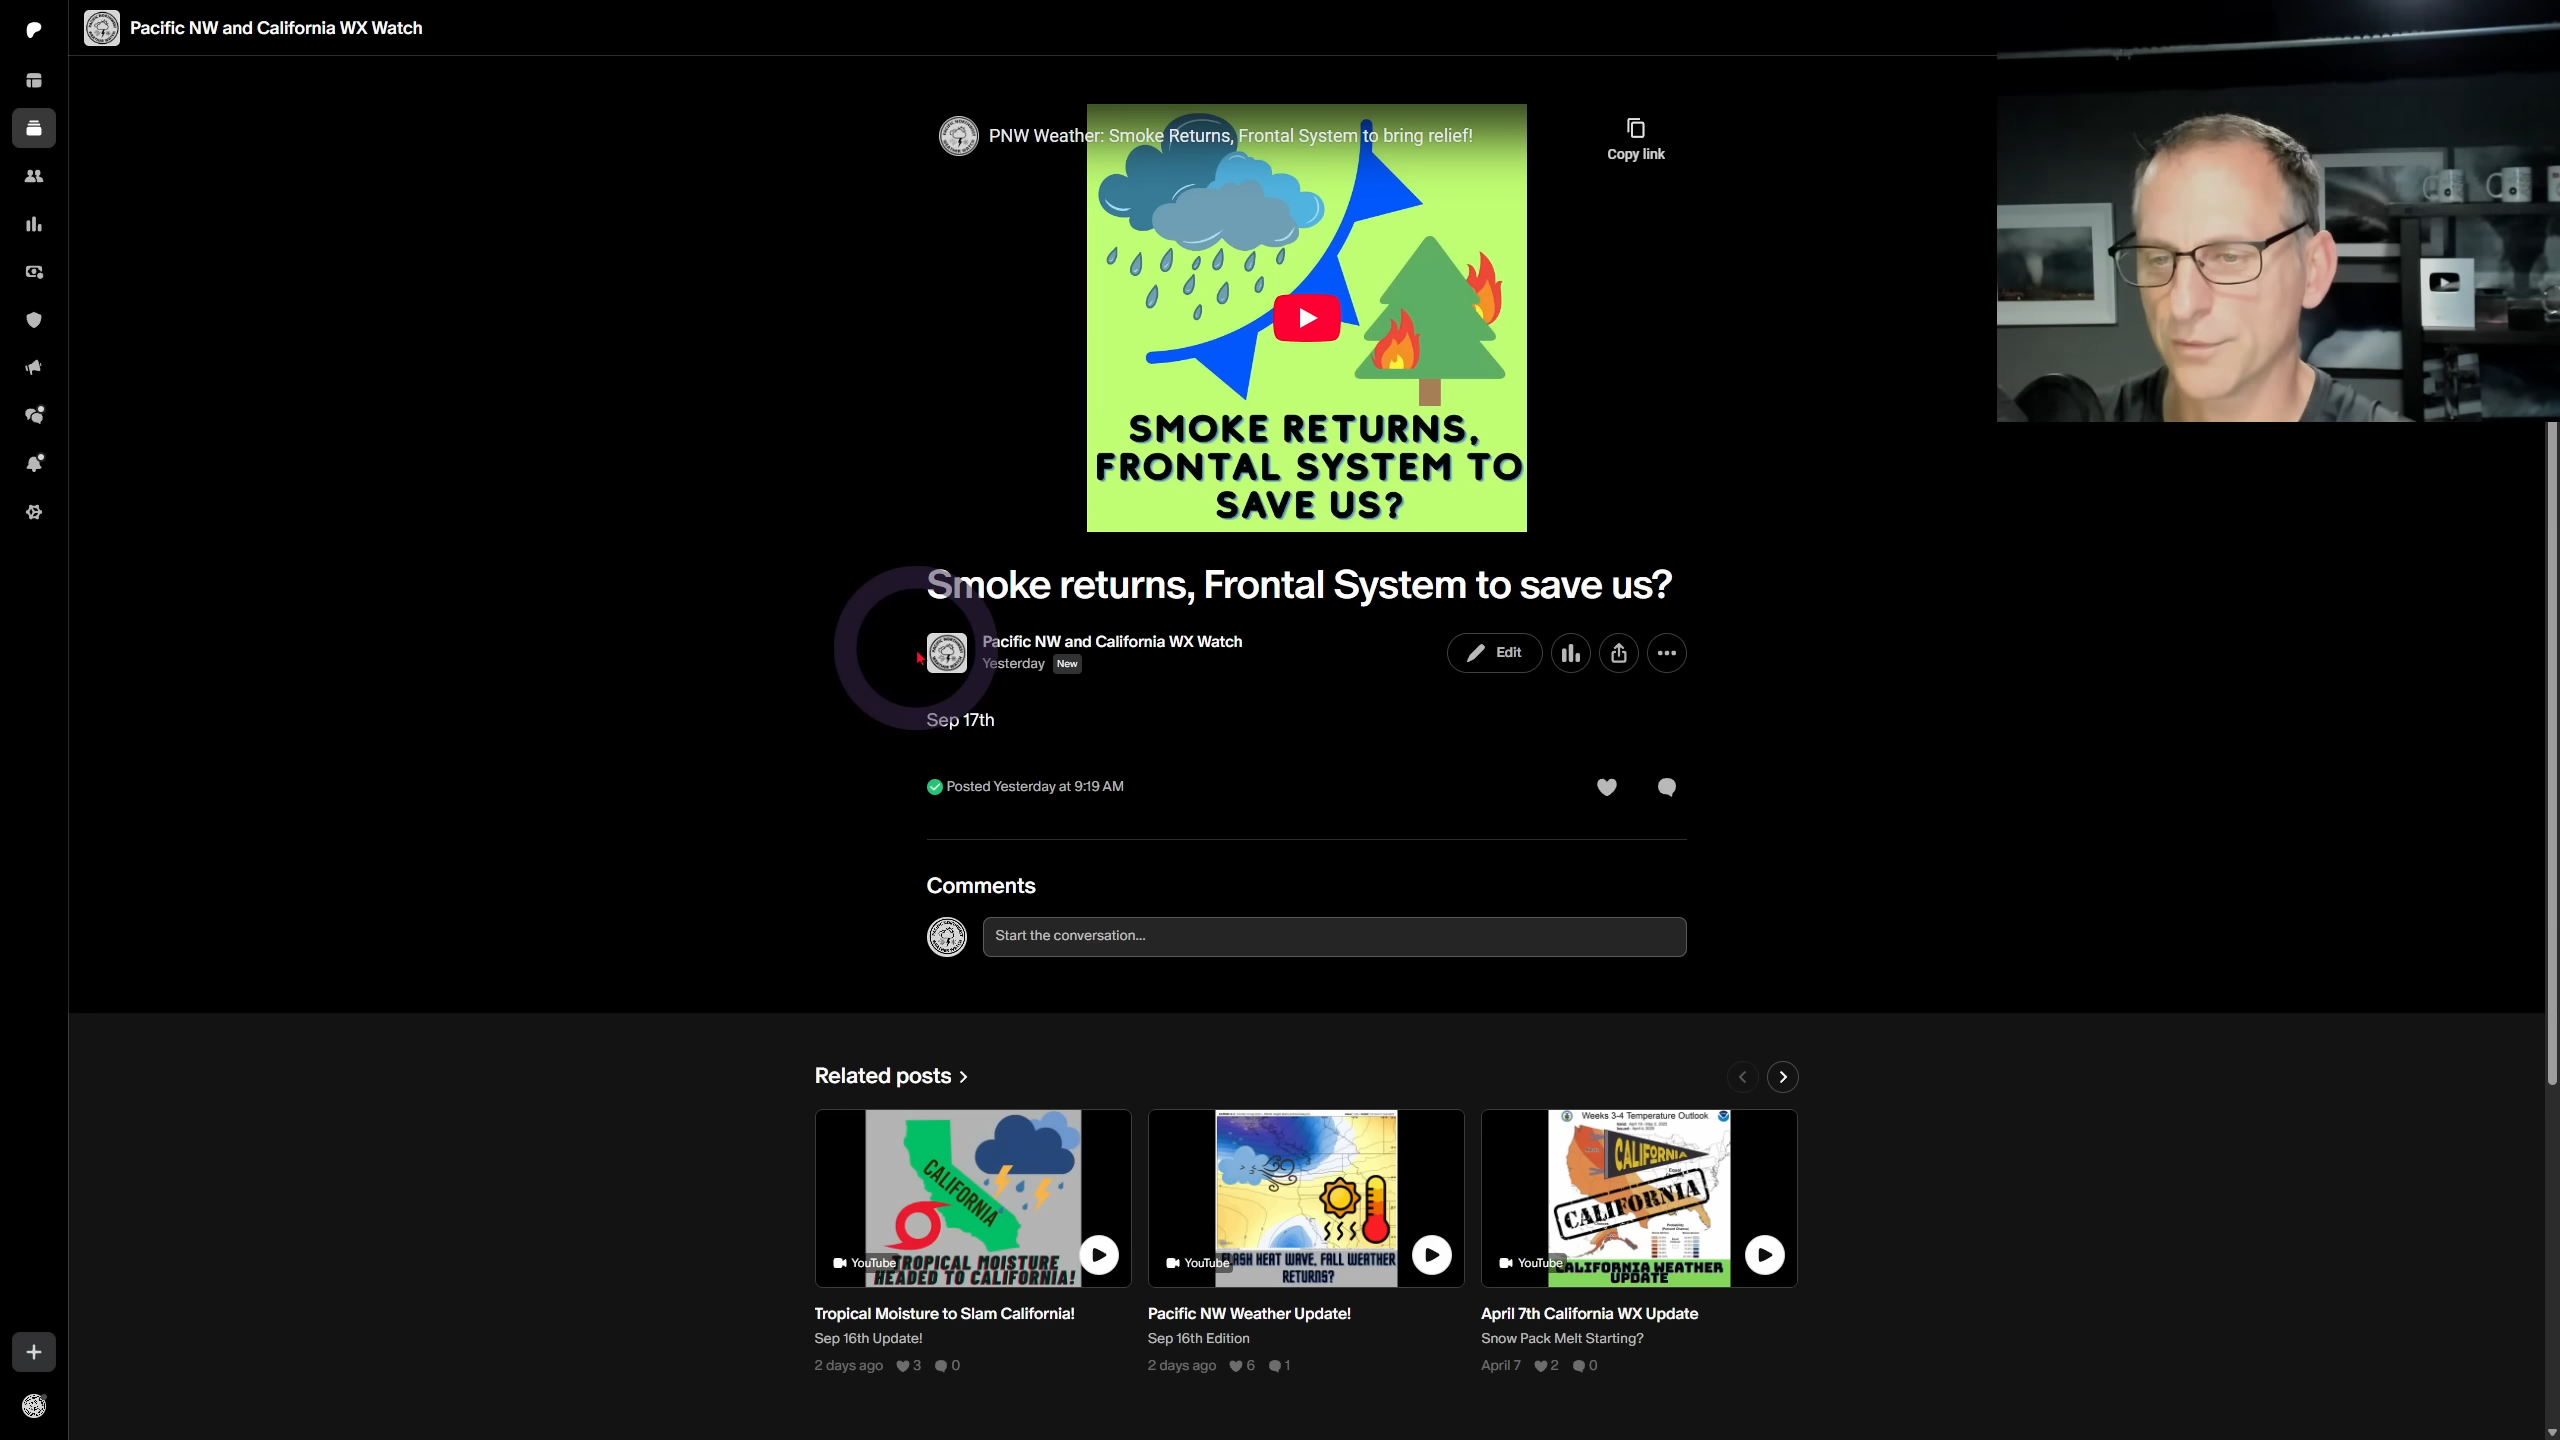 Pacific NW and California WX Watch
PNW Weather: Smoke Returns, Frontal System to bring relief!
Copy link
SMOKE RETURNS,
FRONTAL SYSTEM TO
SAVE US?
Smoke returns, Frontal System to save us?
Pacific NW and California WX Watch
Yesterday New
Edit
Sep 17th
Posted Yesterday at 9:19 AM
Comments
Start the conversation...
Related posts
CALIFORNIA
YouTube
TROPICAL MOISTURE
HEADED TO CALIFORNIA!
Tropical Moisture to Slam California!
Sep 16th Update!
2 days ago 3 0
YouTube
FLASH HEAT WAVE, FALL WEATHER
RETURNS?
Pacific NW Weather Update!
Sep 16th Edition
2 days ago 6 1
Weeks 3-4 Temperature Outlook
CALIFORNIA
CALIFORNIA
YouTube
CALIFORNIA WEATHER
UPDATE
April 7th California WX Update
Snow Pack Melt Starting?
April 7 2 0